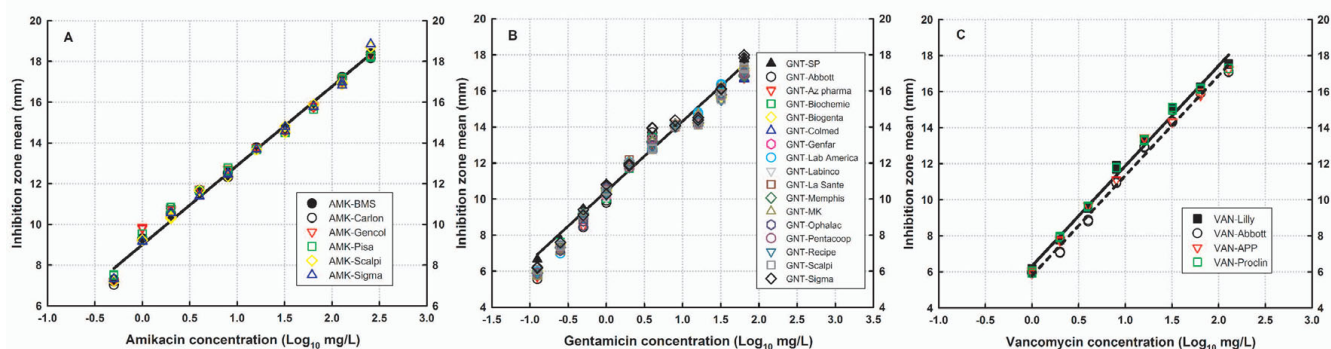 A
Inhibition zone mean (mm)
20
18
16
14
12
10
8
6
20
18
16
14
12
10
8
6
AMK-BMS
AMK-Carlon
AMK-Gencol
AMK-Pisa
AMK-Scalpi
AMK-Sigma
-1.0 -0.5 0.0 0.5 1.0 1.5 2.0 2.5 3.0
Amikacin concentration (Log10 mg/L)
B
Inhibition zone mean (mm)
20
18
16
14
12
10
8
6
4
20
18
16
14
12
10
8
6
4
GNT-SP
GNT-Abbott
GNT-Az pharma
GNT-Biochemie
GNT-Biogenta
GNT-Colmed
GNT-Genfar
GNT-Lab America
GNT-Labinco
GNT-La Sante
GNT-Memphis
GNT-MK
GNT-Ophalac
GNT-Pentacoop
GNT-Recipe
GNT-Scalpi
GNT-Sigma
-1.5 -1.0 -0.5 0.0 0.5 1.0 1.5 2.0 2.5 3.0 3.5
Gentamicin concentration (Log10 mg/L)
C
Inhibition zone mean (mm)
20
18
16
14
12
10
8
6
4
20
18
16
14
12
10
8
6
4
VAN-Lilly
VAN-Abbott
VAN-APP
VAN-Proclin
-1.0 -0.5 0.0 0.5 1.0 1.5 2.0 2.5 3.0
Vancomycin concentration (Log10 mg/L)